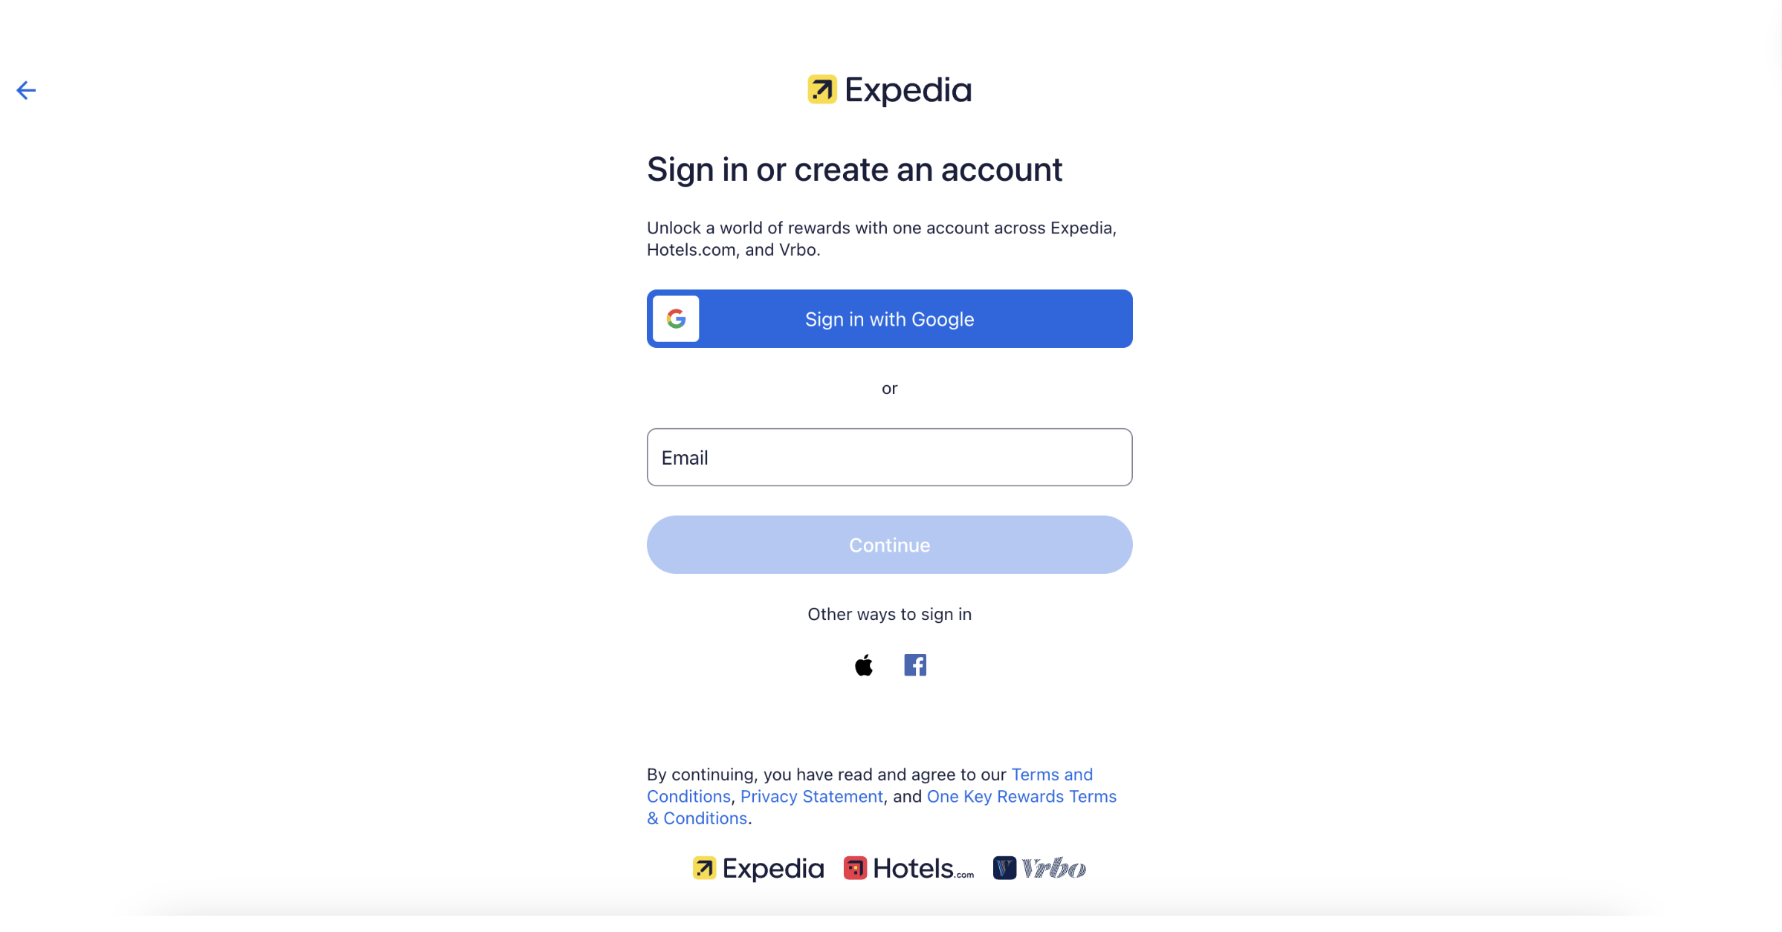 Expedia
Sign in or create an account
Unlock a world of rewards with one account across Expedia,
Hotels.com, and Vrbo.
Sign in with Google
or
Email
Continue
Other ways to sign in
By continuing, you have read and agree to our Terms and
Conditions, Privacy Statement, and One Key Rewards Terms
& Conditions.
Expedia Hotels.com Vrbo